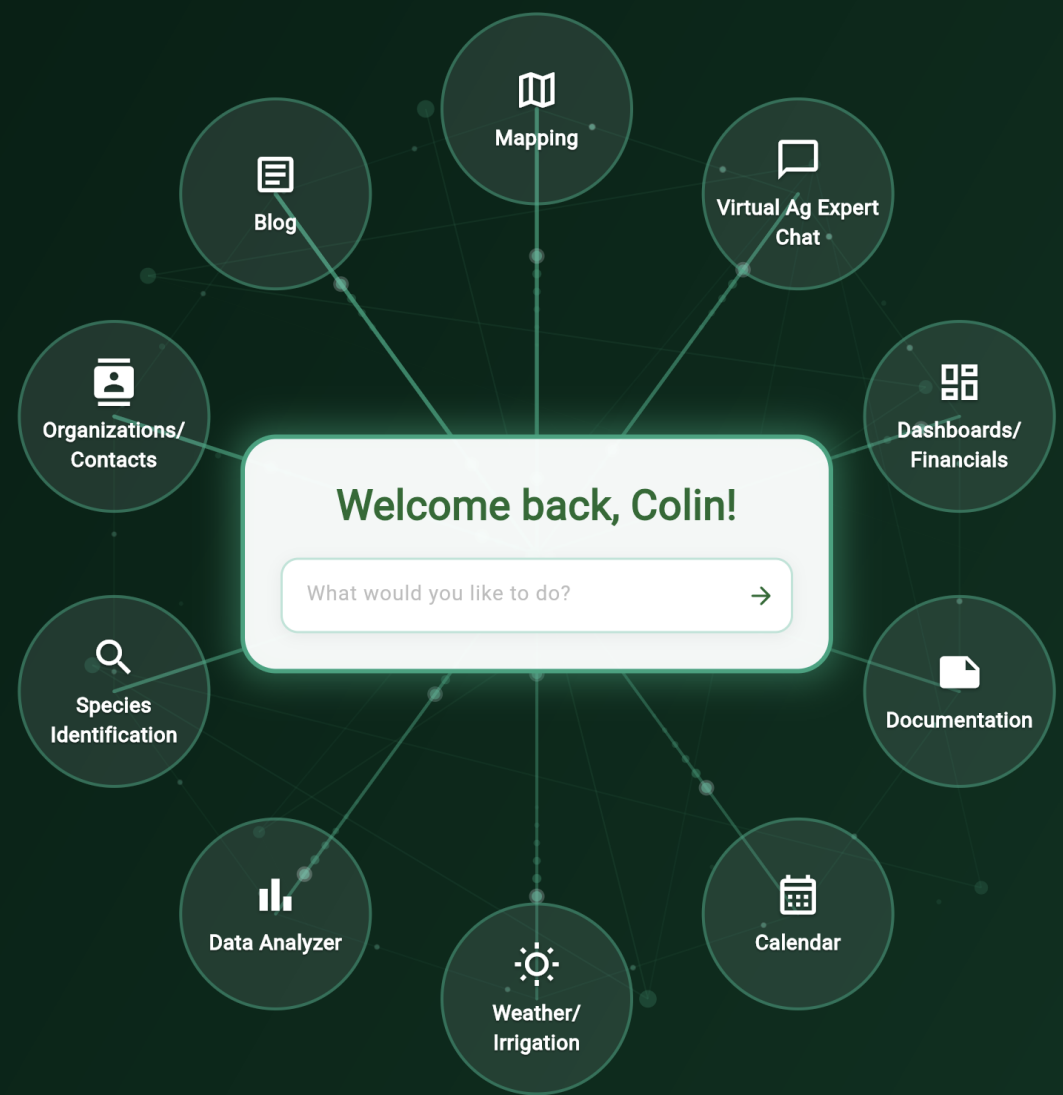 Mapping
Blog
Virtual Ag Expert
Chat
Organizations/
Contacts
Dashboards/
Financials
Welcome back, Colin!
What would you like to do?
Species
Identification
Documentation
Data Analyzer
Calendar
Weather/
Irrigation